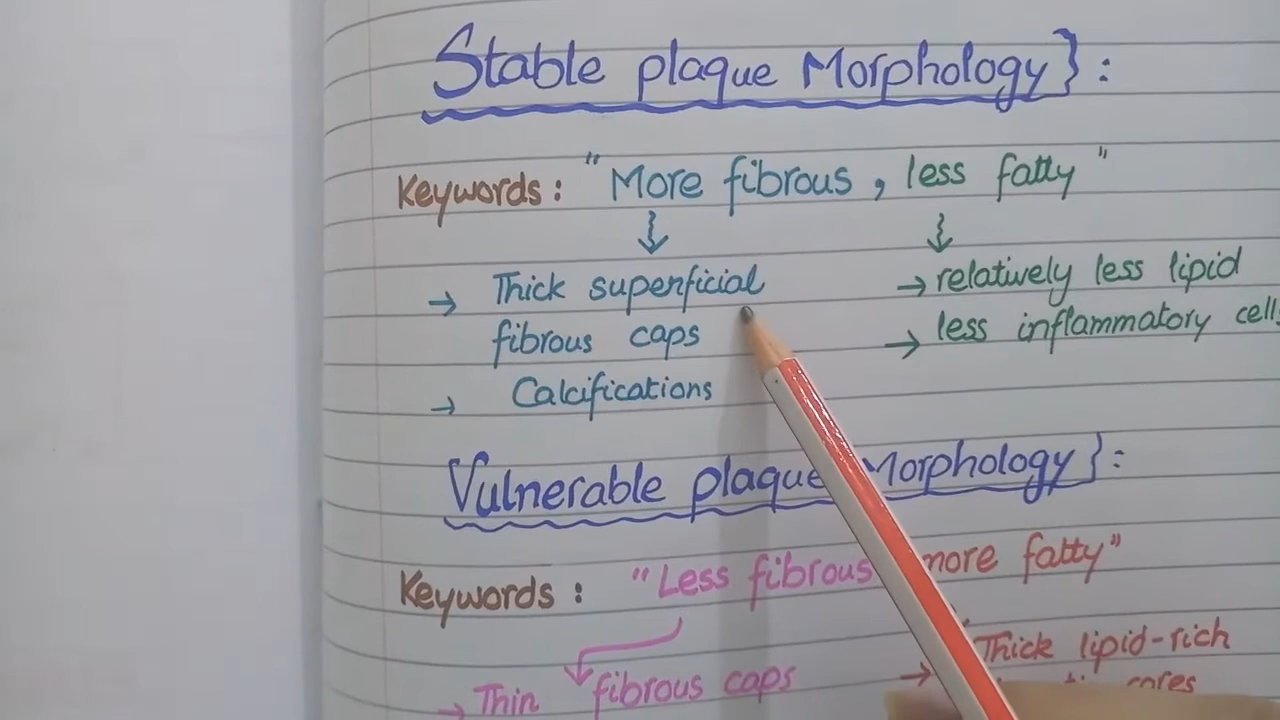 Stable plaque Morphology}:
Keywords: "More fibrous, less fatty"
↓ ↓
→ Thick superficial → relatively less lipid
fibrous caps → less inflammatory cell
→ Calcifications
Vulnerable plaque Morphology}:
Keywords: "Less fibrous more fatty"
→ Thin fibrous caps → Thick lipid-rich
cores